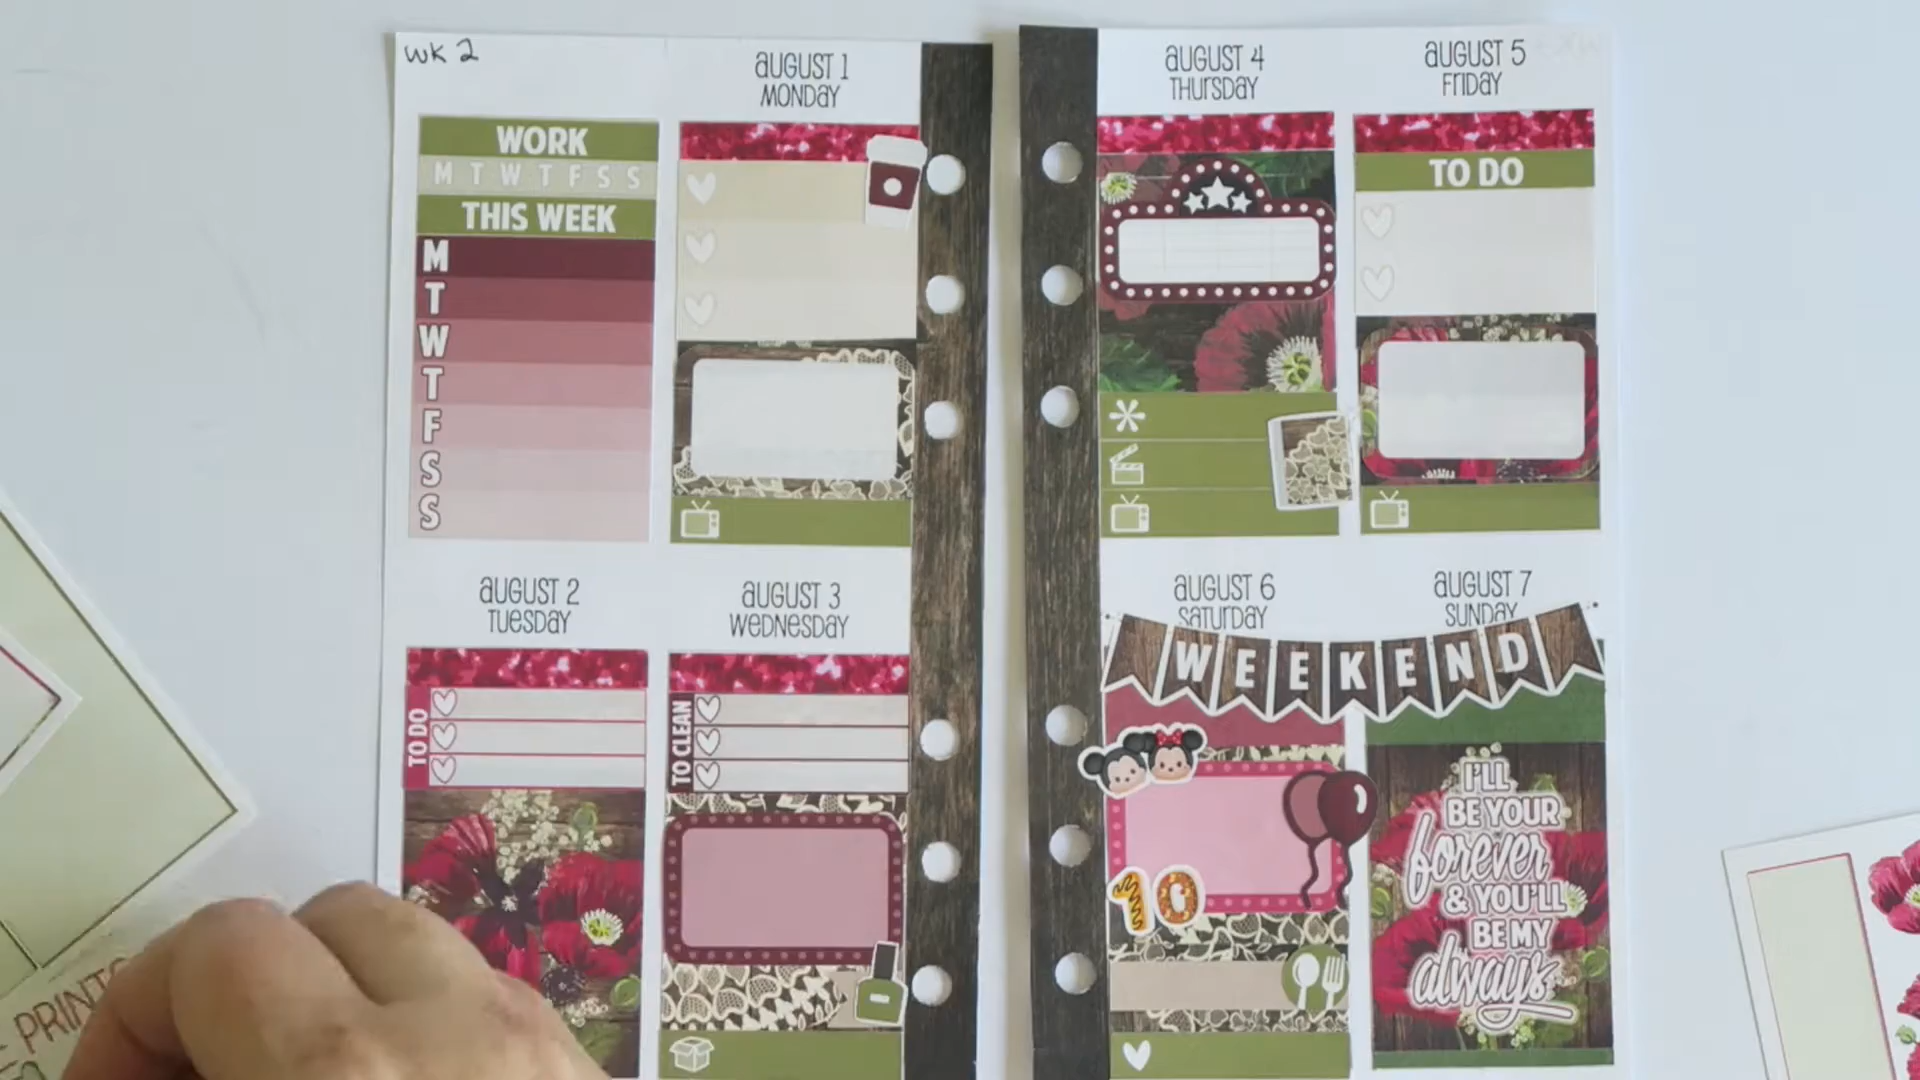 WK 2
AUGUST 1
MONDAY
WORK
M T W T F S S
THIS WEEK
M
T
W
T
F
S
S
AUGUST 2
TUESDAY
TO DO
AUGUST 3
WEDNESDAY
TO CLEAN
AUGUST 4
THURSDAY
AUGUST 5
FRIDAY
TO DO
AUGUST 6
SATURDAY
AUGUST 7
SUNDAY
WEEKEND
10
I'LL
BE YOUR
forever
& YOU'LL
BE MY
always
PRINT